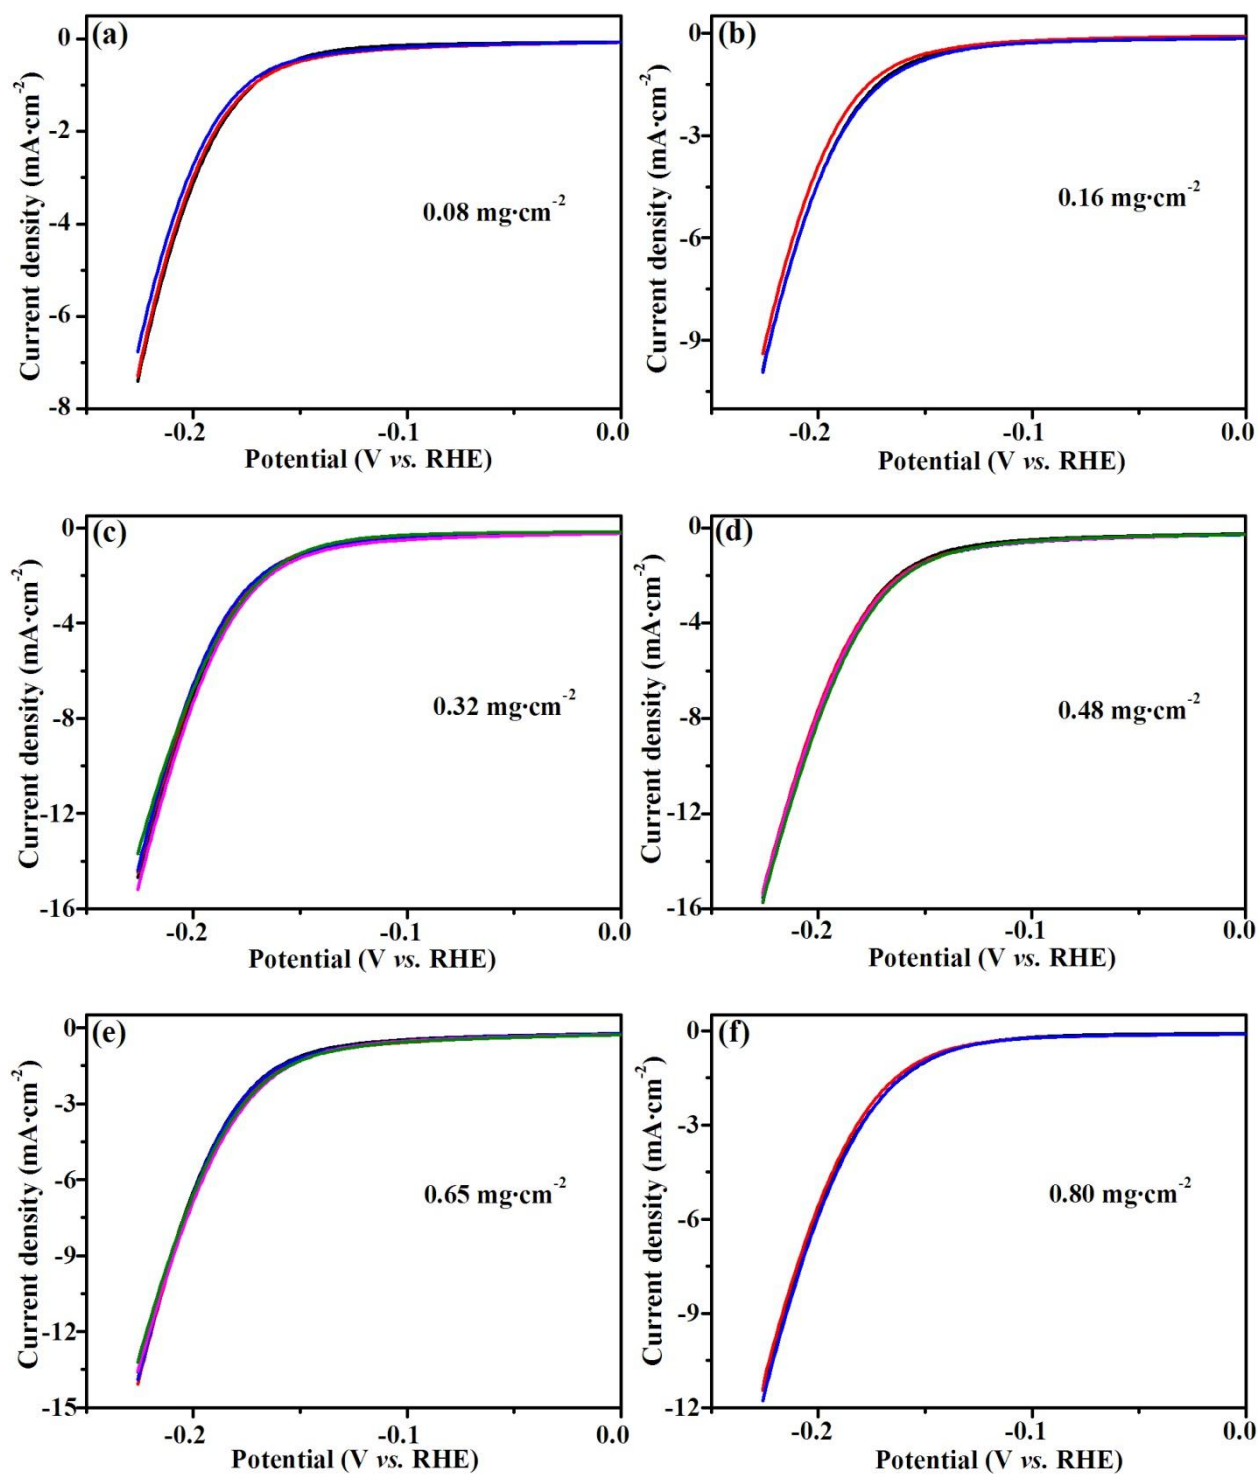 (a)
0
-2
-4
-6
-8
Current density (mA·cm⁻²)
0.08 mg·cm⁻²
-0.2 -0.1 0.0
Potential (V vs. RHE)
(b)
0
-3
-6
-9
Current density (mA·cm⁻²)
0.16 mg·cm⁻²
-0.2 -0.1 0.0
Potential (V vs. RHE)
(c)
0
-4
-8
-12
-16
Current density (mA·cm⁻²)
0.32 mg·cm⁻²
-0.2 -0.1 0.0
Potential (V vs. RHE)
(d)
0
-4
-8
-12
-16
Current density (mA·cm⁻²)
0.48 mg·cm⁻²
-0.2 -0.1 0.0
Potential (V vs. RHE)
(e)
0
-3
-6
-9
-12
-15
Current density (mA·cm⁻²)
0.65 mg·cm⁻²
-0.2 -0.1 0.0
Potential (V vs. RHE)
(f)
0
-3
-6
-9
-12
Current density (mA·cm⁻²)
0.80 mg·cm⁻²
-0.2 -0.1 0.0
Potential (V vs. RHE)